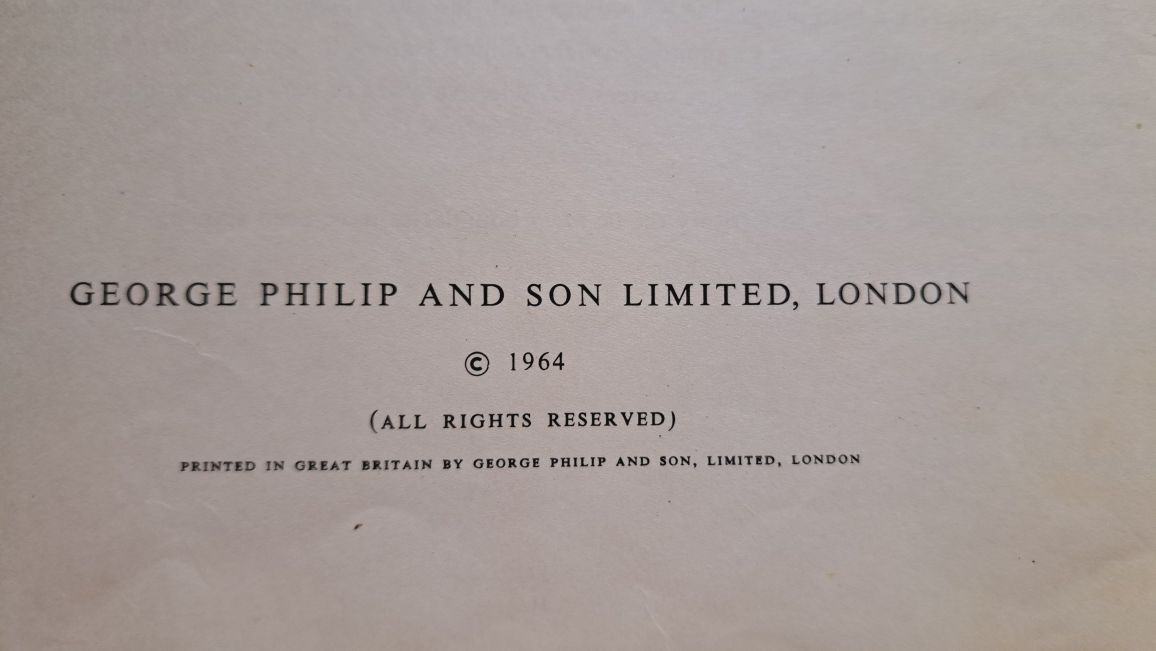 GEORGE PHILIP AND SON LIMITED, LONDON
© 1964
(ALL RIGHTS RESERVED)
PRINTED IN GREAT BRITAIN BY GEORGE PHILIP AND SON, LIMITED, LONDON